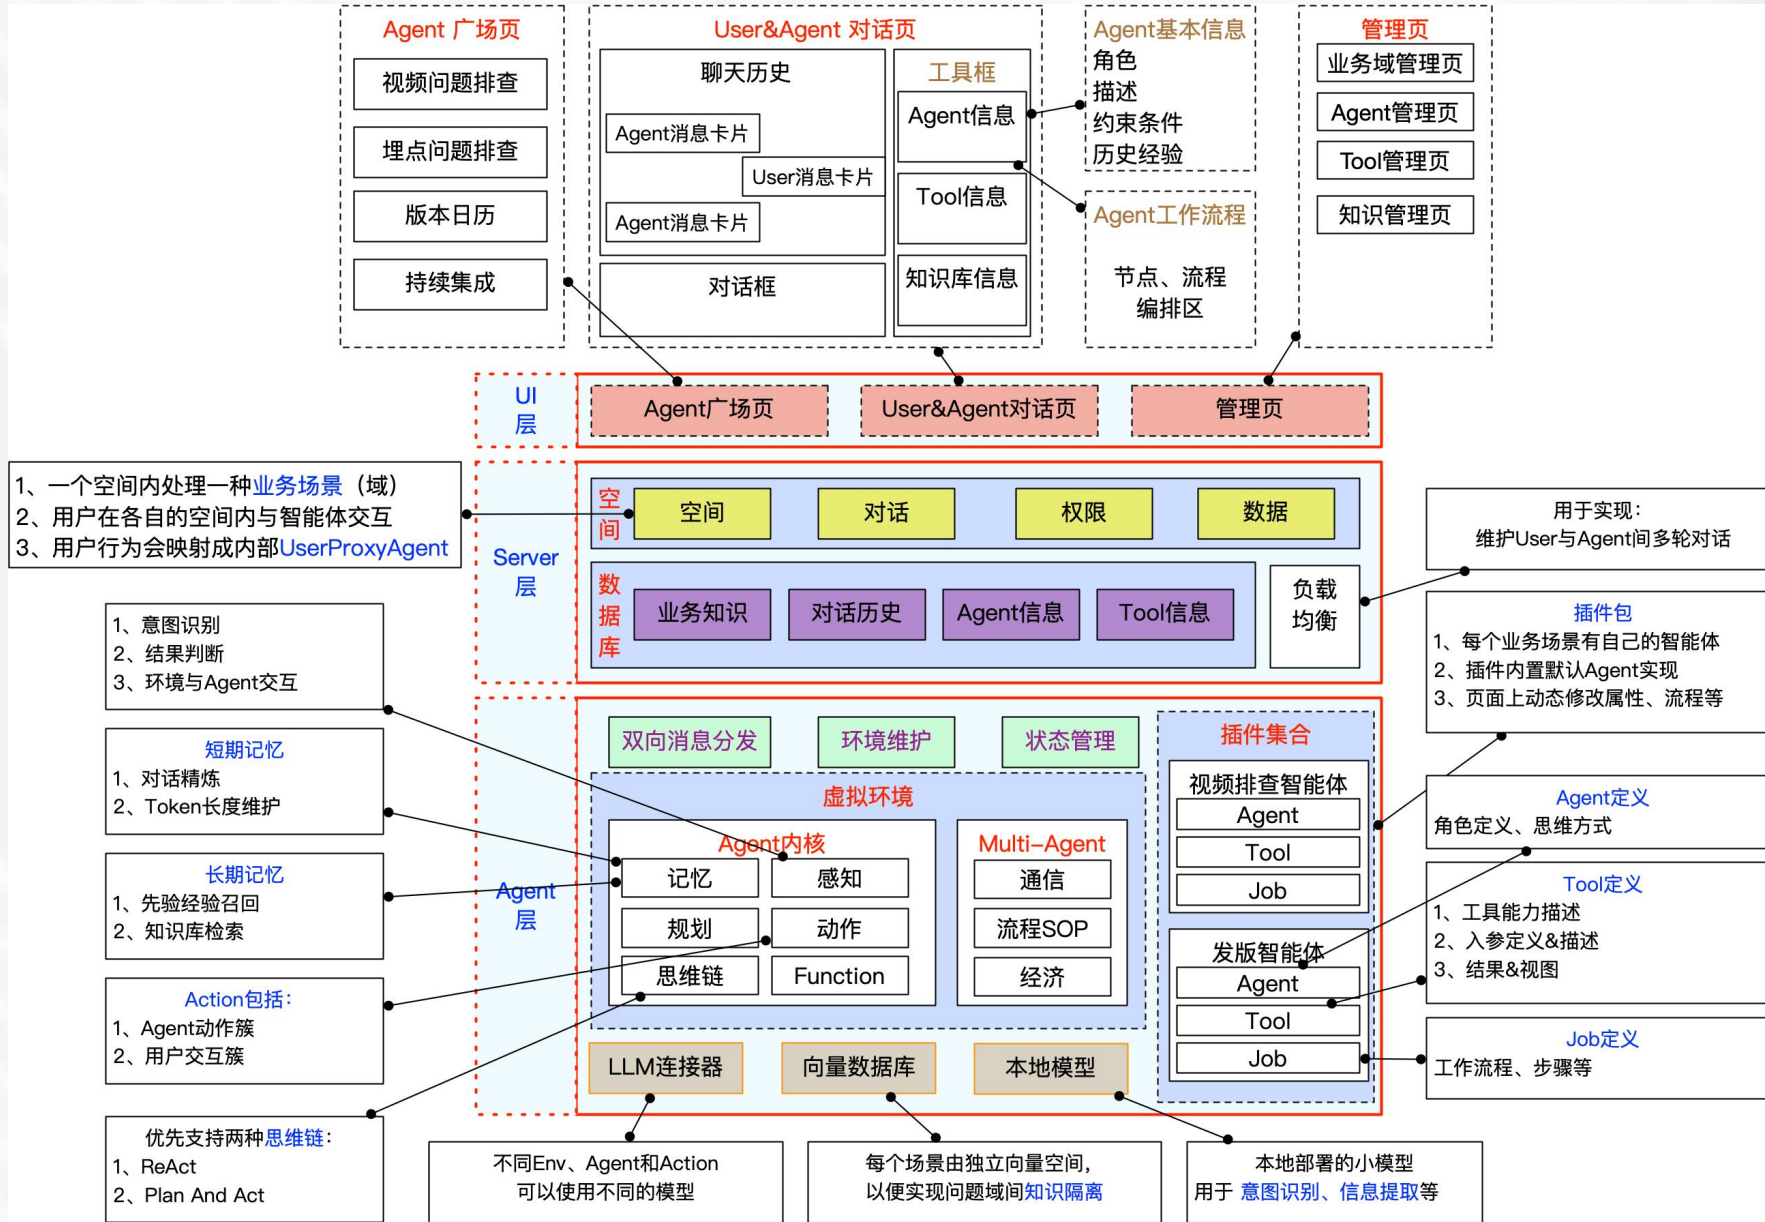 Agent 广场页
视频问题排查
埋点问题排查
版本日历
持续集成
User&Agent 对话页
聊天历史
Agent消息卡片
User消息卡片
Agent消息卡片
对话框
工具框
Agent信息
Tool信息
知识库信息
Agent基本信息
角色
描述
约束条件
历史经验
Agent工作流程
节点、流程
编排区
管理页
业务域管理页
Agent管理页
Tool管理页
知识管理页
UI
层
Agent广场页
User&Agent对话页
管理页
1、一个空间内处理一种业务场景（域）
2、用户在各自的空间内与智能体交互
3、用户行为会映射成内部UserProxyAgent
Server
层
空
间
空间
对话
权限
数据
数
据
库
业务知识
对话历史
Agent信息
Tool信息
负载
均衡
用于实现：
维护User与Agent间多轮对话
插件包
1、每个业务场景有自己的智能体
2、插件内置默认Agent实现
3、页面上动态修改属性、流程等
1、意图识别
2、结果判断
3、环境与Agent交互
短期记忆
1、对话精炼
2、Token长度维护
长期记忆
1、先验经验召回
2、知识库检索
Action包括：
1、Agent动作簇
2、用户交互簇
优先支持两种思维链：
1、ReAct
2、Plan And Act
Agent
层
双向消息分发
环境维护
状态管理
虚拟环境
Agent内核
记忆
感知
规划
动作
思维链
Function
Multi-Agent
通信
流程SOP
经济
插件集合
视频排查智能体
Agent
Tool
Job
发版智能体
Agent
Tool
Job
LLM连接器
向量数据库
本地模型
Agent定义
角色定义、思维方式
Tool定义
1、工具能力描述
2、入参定义&描述
3、结果&视图
Job定义
工作流程、步骤等
不同Env、Agent和Action
可以使用不同的模型
每个场景由独立向量空间，
以便实现问题域间知识隔离
本地部署的小模型
用于 意图识别、信息提取等